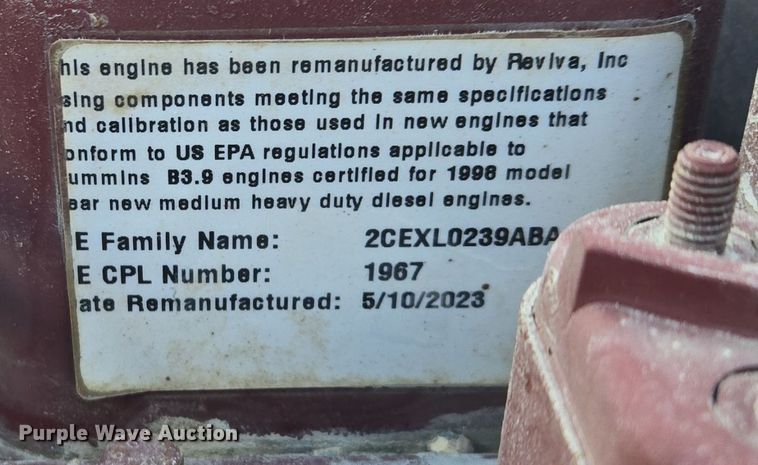 his engine has been remanufactured by Reviva, Inc
sing components meeting the same specifications
nd calibration as those used in new engines that
onform to US EPA regulations applicable to
ummins B3.9 engines certified for 1998 model
ear new medium heavy duty diesel engines.
E Family Name: 2CEXL0239ABA
E CPL Number: 1967
ate Remanufactured: 5/10/2023
Purple Wave Auction